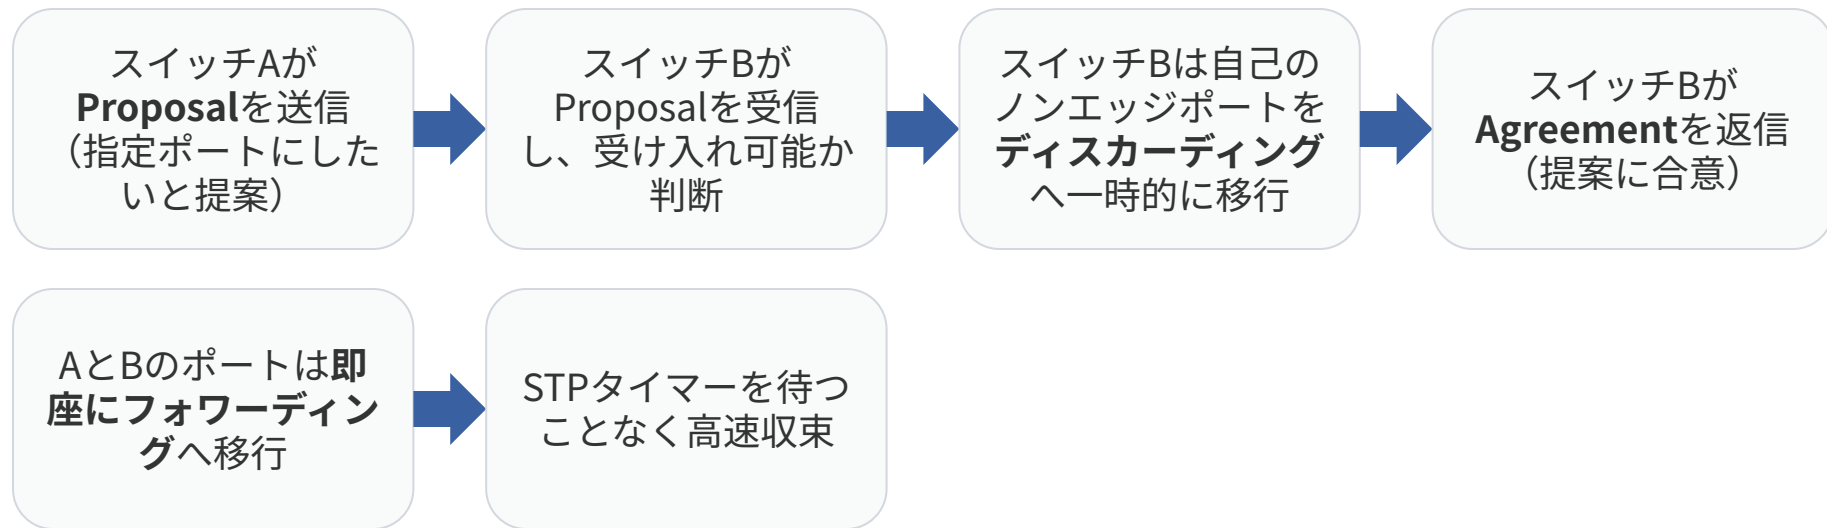 スイッチAが
Proposalを送信
（指定ポートにした
いと提案）
スイッチBが
Proposalを受信
し、受け入れ可能か
判断
スイッチBは自己の
ノンエッジポートを
ディスカーディング
へ一時的に移行
スイッチBが
Agreementを返信
（提案に合意）
AとBのポートは即
座にフォワーディン
グへ移行
STPタイマーを待つ
ことなく高速収束